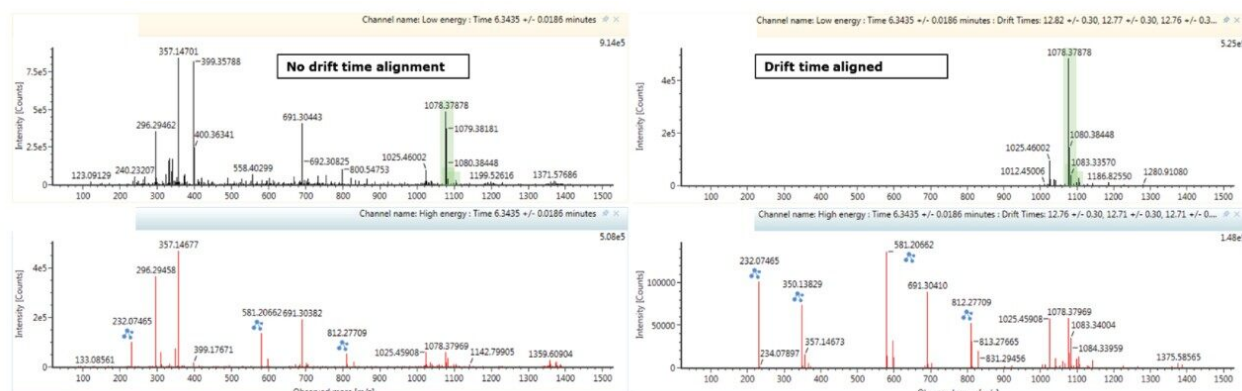 Channel name: Low energy : Time 6.3435 +/- 0.0186 minutes
9.14e5
No drift time alignment
Intensity [Counts]
7.5e5
5e5
2.5e5
0
357.14701
399.35788
296.29462
400.36341
691.30443
1078.37878
1079.38181
1080.38448
1025.46002
692.30825
800.54753
558.40299
240.23207
123.09129
1199.52616
1371.57686
100 200 300 400 500 600 700 800 900 1000 1100 1200 1300 1400 1500
Channel name: Low energy : Time 6.3435 +/- 0.0186 minutes : Drift Times: 12.82 +/- 0.30, 12.77 +/- 0.30, 12.76 +/- 0.3...
Drift time aligned
Intensity [Counts]
4e5
2e5
0
1078.37878
1080.38448
1025.46002
1083.33570
1012.45006
1186.82550
1280.91080
100 200 300 400 500 600 700 800 900 1000 1100 1200 1300 1400 1500
Channel name: High energy : Time 6.3435 +/- 0.0186 minutes
5.08e5
Intensity [Counts]
4e5
2e5
0
357.14677
296.29458
232.07465
581.20662
691.30382
812.27709
133.08561
399.17671
1025.45908
1078.37969
1142.79905
1359.60904
100 200 300 400 500 600 700 800 900 1000 1100 1200 1300 1400 1500
Channel name: High energy : Time 6.3435 +/- 0.0186 minutes : Drift Times: 12.76 +/- 0.30, 12.71 +/- 0.30, 12.71 +/- 0....
Intensity [Counts]
100000
50000
0
581.20662
232.07465
350.13829
691.30410
812.27709
1025.45908
1078.37969
1083.34004
813.27665
357.14673
234.07897
831.29456
1084.33959
1375.58565
100 200 300 400 500 600 700 800 900 1000 1100 1200 1300 1400 1500